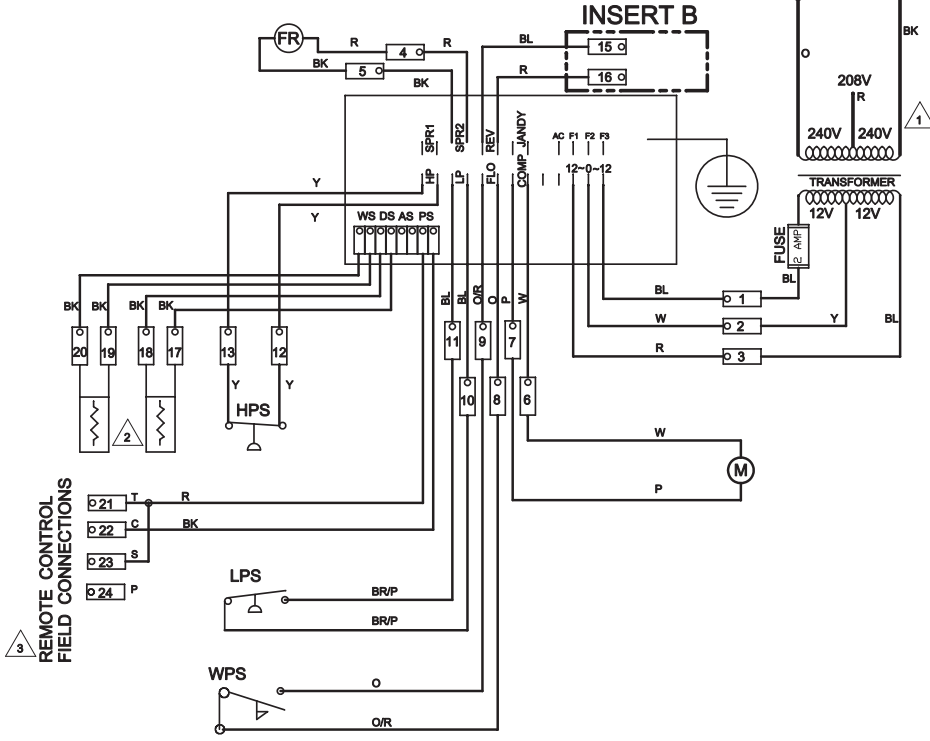 INSERT B
FR
R
4
R
BL
15
BK
5
BK
R
16
O
BK
208V
R
1
240V
240V
TRANSFORMER
12V
12V
FUSE
2 AMP
BL
SPR1
SPR2
REV
JANDY
HP
LP
FLO
COMP
AC F1 F2 F3
12~0~12
Y
Y
WS DS AS PS
BK
BK
BK
BK
BL
BL
O/R
O
P
W
BL
1
W
2
Y
BL
R
3
20
19
18
17
13
12
11
9
7
10
8
6
Y
Y
HPS
2
W
M
P
REMOTE CONTROL
FIELD CONNECTIONS
3
21
T
R
22
C
BK
23
S
24
P
LPS
BR/P
BR/P
WPS
O
O/R